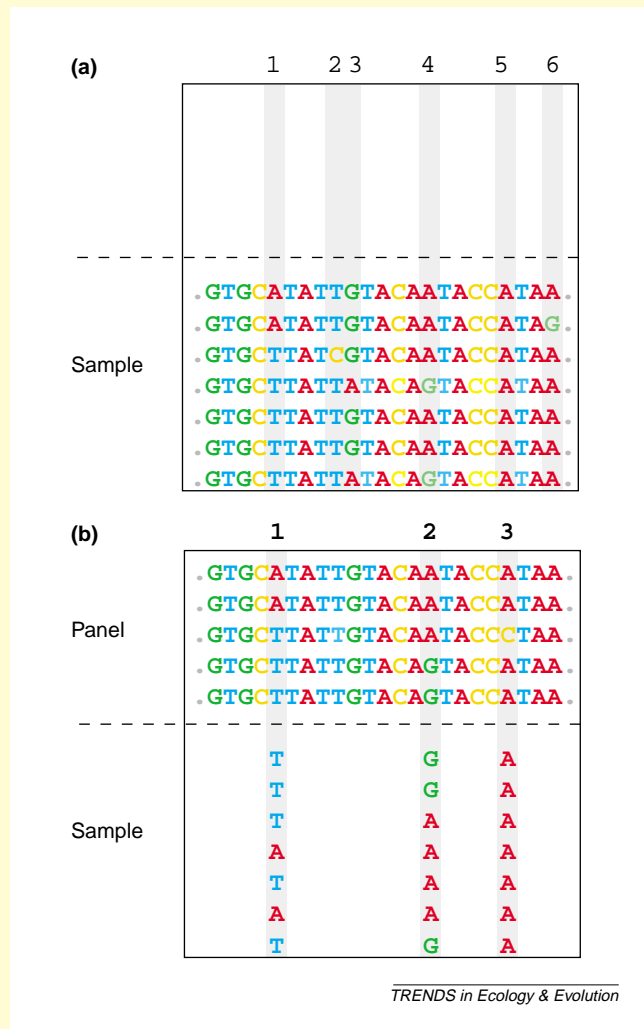 (a)
1 2 3 4 5 6
.GTGCATATTGTACAATACCATAA.
.GTGCATATTGTACAATACCATAG.
.GTGCTTATCGTACAATACCATAA.
Sample
.GTGCTTATTATACAGTACCATAA.
.GTGCTTATTGTACAATACCATAA.
.GTGCTTATTGTACAATACCATAA.
.GTGCTTATTATACAGTACCATAA.
(b)
1 2 3
.GTGCATATTGTACAATACCATAA.
.GTGCATATTGTACAATACCATAA.
Panel
.GTGCTTATTGTACAATACCCTAA.
.GTGCTTATTGTACAGTACCATAA.
.GTGCTTATTGTACAGTACCATAA.
T G A
T G A
T A A
Sample
A A A
T A A
A A A
T G A
TRENDS in Ecology & Evolution